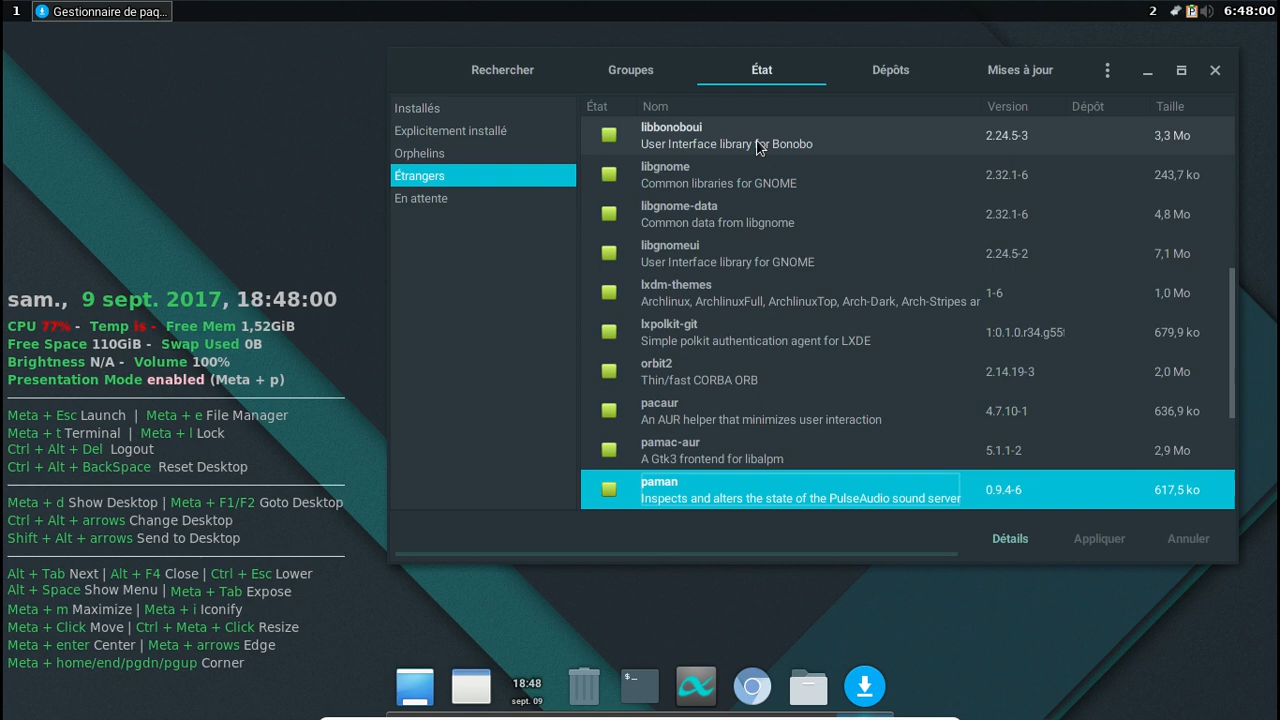 1 Gestionnaire de paq... 2 6:48:00
Rechercher Groupes État Dépôts Mises à jour
Installés
Explicitement installé
Orphelins
Étrangers
En attente
État Nom Version Dépôt Taille
libbonoboui 2.24.5-3 3,3 Mo
User Interface library for Bonobo
libgnome 2.32.1-6 243,7 ko
Common libraries for GNOME
libgnome-data 2.32.1-6 4,8 Mo
Common data from libgnome
libgnomeui 2.24.5-2 7,1 Mo
User Interface library for GNOME
lxdm-themes 1-6 1,0 Mo
Archlinux, ArchlinuxFull, ArchlinuxTop, Arch-Dark, Arch-Stripes ar
lxpolkit-git 1:0.1.0.r34.g55 679,9 ko
Simple polkit authentication agent for LXDE
orbit2 2.14.19-3 2,0 Mo
Thin/fast CORBA ORB
pacaur 4.7.10-1 636,9 ko
An AUR helper that minimizes user interaction
pamac-aur 5.1.1-2 2,9 Mo
A Gtk3 frontend for libalpm
paman 0.9.4-6 617,5 ko
Inspects and alters the state of the PulseAudio sound server
Détails Appliquer Annuler
sam., 9 sept. 2017, 18:48:00
CPU 77% - Temp is - Free Mem 1,52GiB
Free Space 110GiB - Swap Used 0B
Brightness N/A - Volume 100%
Presentation Mode enabled (Meta + p)
Meta + Esc Launch | Meta + e File Manager
Meta + t Terminal | Meta + l Lock
Ctrl + Alt + Del Logout
Ctrl + Alt + BackSpace Reset Desktop
Meta + d Show Desktop | Meta + F1/F2 Goto Desktop
Ctrl + Alt + arrows Change Desktop
Shift + Alt + arrows Send to Desktop
Alt + Tab Next | Alt + F4 Close | Ctrl + Esc Lower
Alt + Space Show Menu | Meta + Tab Expose
Meta + m Maximize | Meta + i Iconify
Meta + Click Move | Ctrl + Meta + Click Resize
Meta + enter Center | Meta + arrows Edge
Meta + home/end/pgdn/pgup Corner
18:48
sept. 09
$_